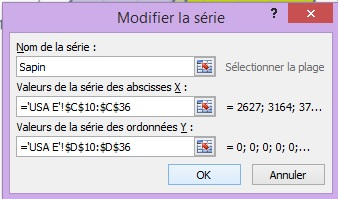 Modifier la série
Nom de la série :
Sapin
Sélectionner la plage
Valeurs de la série des abscisses X :
='USA E'!$C$10:$C$36
= 2627; 3164; 37...
Valeurs de la série des ordonnées Y :
='USA E'!$D$10:$D$36
= 0; 0; 0; 0; 0;...
OK
Annuler